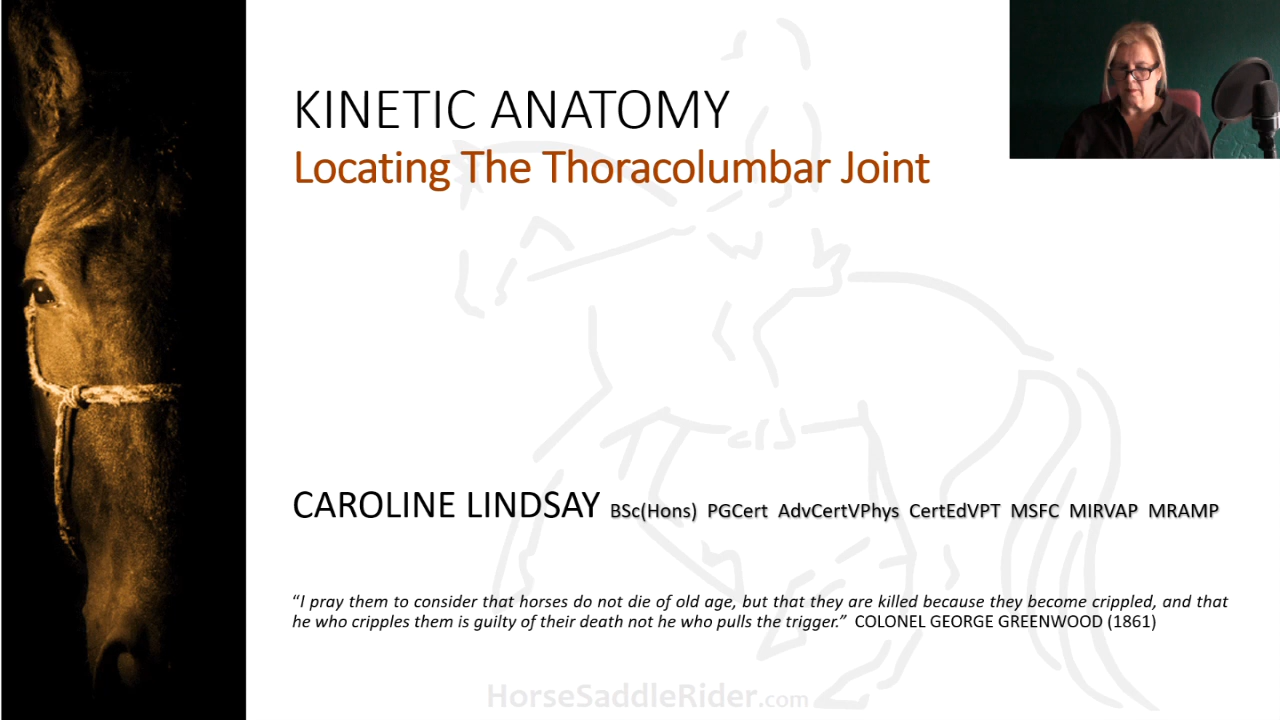 KINETIC ANATOMY
Locating The Thoracolumbar Joint
CAROLINE LINDSAY BSc(Hons) PGCert AdvCertVPhys CertEdVPT MSFC MIRVAP MRAMP
“I pray them to consider that horses do not die of old age, but that they are killed because they become crippled, and that
he who cripples them is guilty of their death not he who pulls the trigger.” COLONEL GEORGE GREENWOOD (1861)
HorseSaddleRider.com